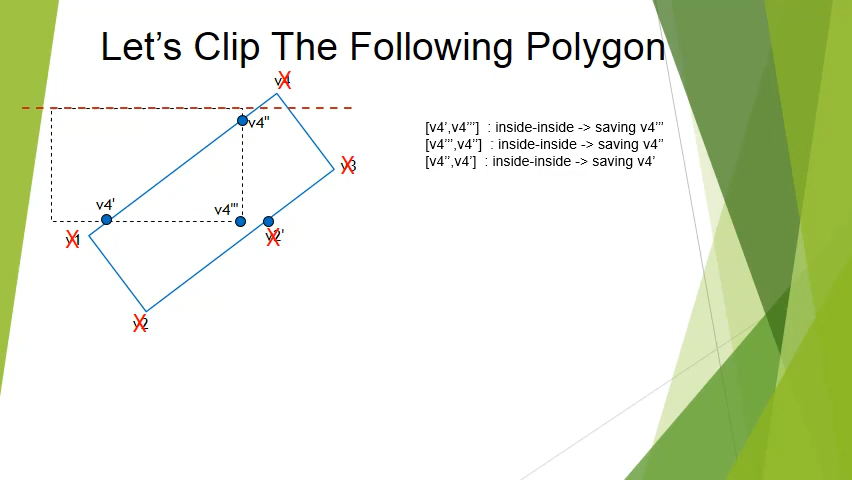 Let’s Clip The Following Polygon
v4
[v4’,v4’’’] : inside-inside -> saving v4’’’
[v4’’’,v4’’] : inside-inside -> saving v4’’
[v4’’,v4’] : inside-inside -> saving v4’
v4''
v3
v4'
v4'''
v1
v2'
v2